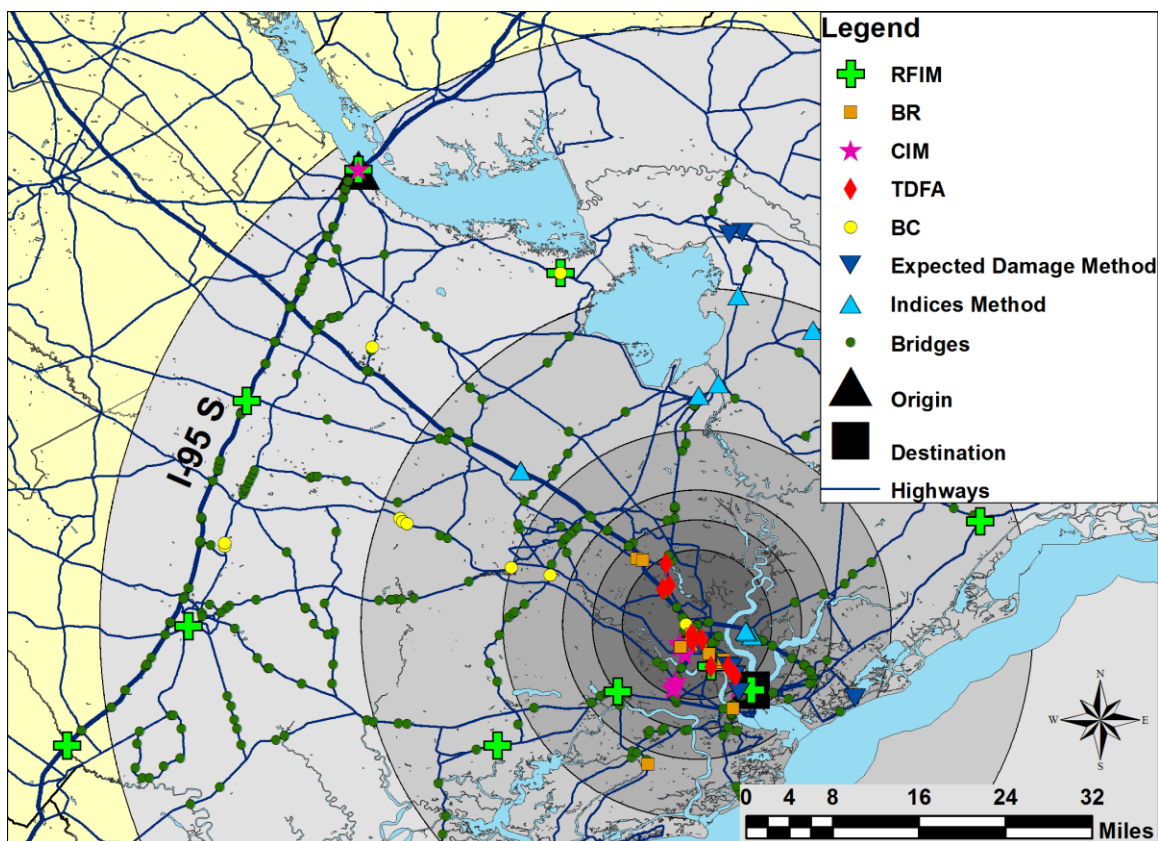 Legend
RFIM
BR
CIM
TDFA
BC
Expected Damage Method
Indices Method
Bridges
Origin
Destination
Highways
I-95 S
N
W E
S
0 4 8 16 24 32
Miles